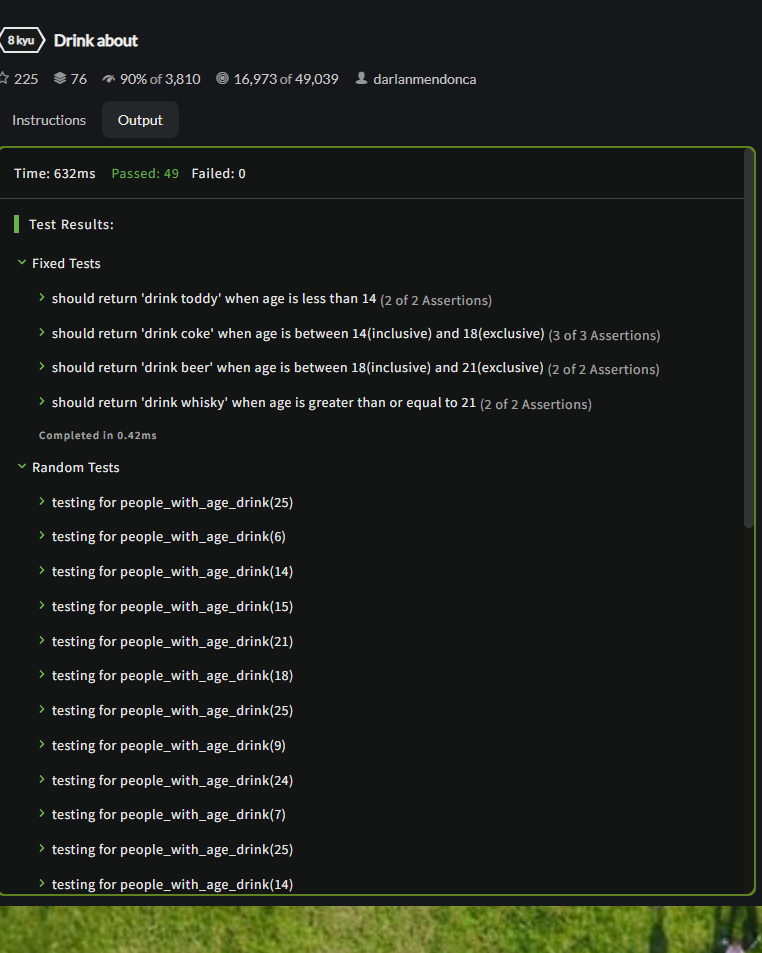 8 kyu Drink about
225 76 90% of 3,810 16,973 of 49,039 darlanmendonca
Instructions Output
Time: 632ms Passed: 49 Failed: 0
Test Results:
Fixed Tests
should return 'drink toddy' when age is less than 14 (2 of 2 Assertions)
should return 'drink coke' when age is between 14(inclusive) and 18(exclusive) (3 of 3 Assertions)
should return 'drink beer' when age is between 18(inclusive) and 21(exclusive) (2 of 2 Assertions)
should return 'drink whisky' when age is greater than or equal to 21 (2 of 2 Assertions)
Completed in 0.42ms
Random Tests
testing for people_with_age_drink(25)
testing for people_with_age_drink(6)
testing for people_with_age_drink(14)
testing for people_with_age_drink(15)
testing for people_with_age_drink(21)
testing for people_with_age_drink(18)
testing for people_with_age_drink(25)
testing for people_with_age_drink(9)
testing for people_with_age_drink(24)
testing for people_with_age_drink(7)
testing for people_with_age_drink(25)
testing for people_with_age_drink(14)